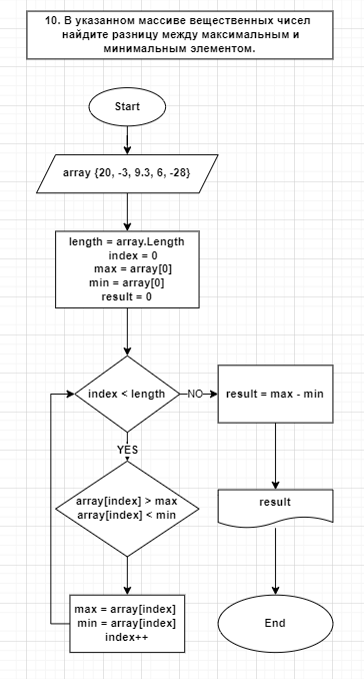 10. В указанном массиве вещественных чисел
найдите разницу между максимальным и
минимальным элементом.
Start
array {20, -3, 9.3, 6, -28}
length = array.Length
index = 0
max = array[0]
min = array[0]
result = 0
index < length
NO
result = max - min
YES
array[index] > max
array[index] < min
result
max = array[index]
min = array[index]
index++
End